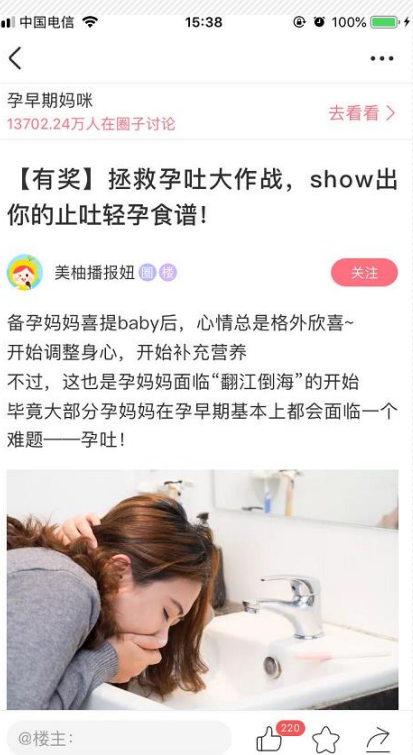 中国电信 15:38 100%
孕早期妈咪
13702.24万人在圈子讨论
去看看
【有奖】拯救孕吐大作战，show出
你的止吐轻孕食谱！
美柚播报妞 圈 楼
关注
备孕妈妈喜提baby后，心情总是格外欣喜~
开始调整身心，开始补充营养
不过，这也是孕妈妈面临“翻江倒海”的开始
毕竟大部分孕妈妈在孕早期基本上都会面临一个
难题——孕吐！
@楼主：
220